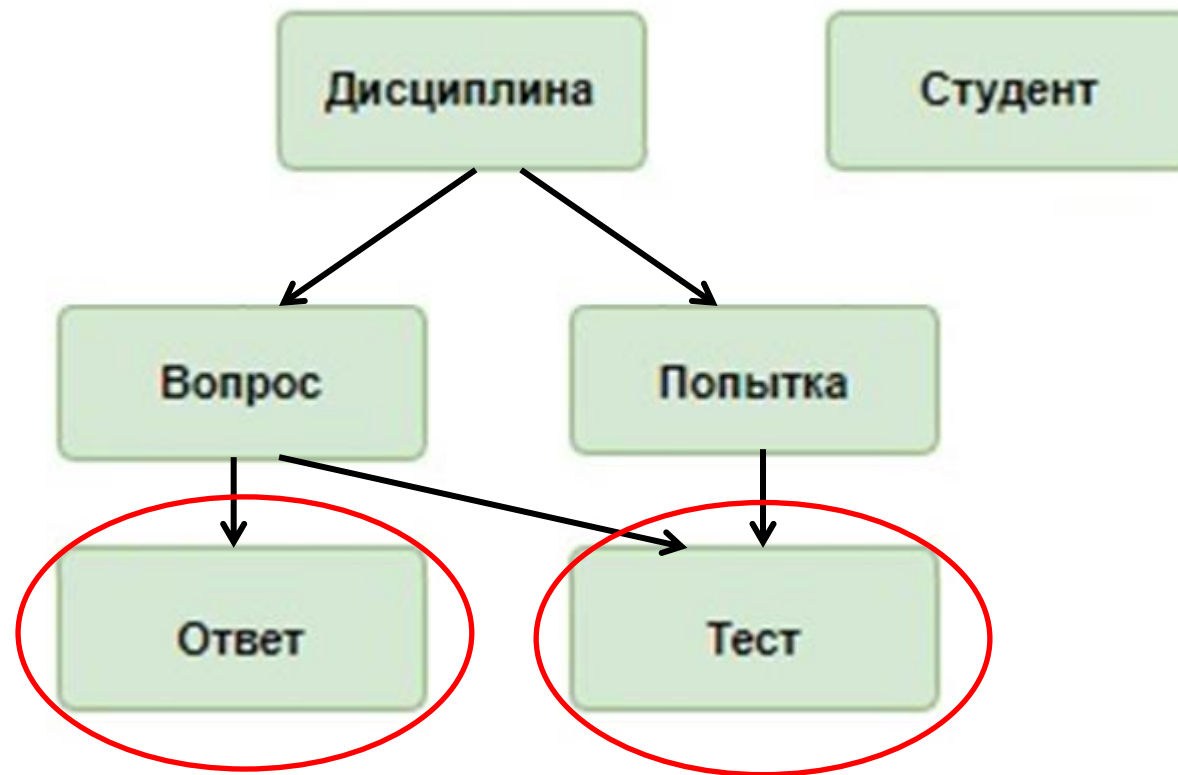 Дисциплина
Студент
Вопрос
Попытка
Ответ
Тест